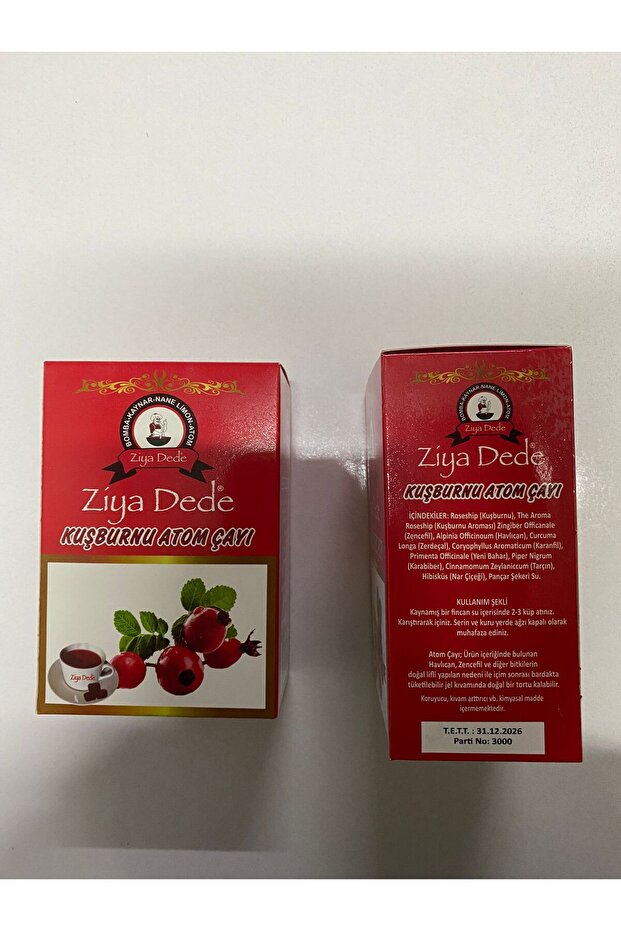 BOMBA-KAYNAR-NANE LİMON-ATOM
Ziya Dede
Ziya Dede®
KUŞBURNU ATOM ÇAYI
Ziya Dede
BOMBA-KAYNAR-NANE LİMON-ATOM
Ziya Dede
Ziya Dede®
KUŞBURNU ATOM ÇAYI
İÇİNDEKİLER: Roseship (Kuşburnu), The Aroma
Roseship (Kuşburnu Aroması) Zingiber Officanale
(Zencefil), Alpinia Officinoum (Havlıcan), Curcuma
Longa (Zerdeçal), Coryophyllus Aromaticum (Karanfil),
Primenta Officinale (Yeni Bahar), Piper Nigrum
(Karabiber), Cinnamomum Zeylaniccum (Tarçın),
Hibisküs (Nar Çiçeği), Pançar Şekeri Su.
KULLANIM ŞEKLİ
Kaynamış bir fincan su içerisinde 2-3 küp atınız.
Karıştırarak içiniz. Serin ve kuru yerde ağzı kapalı olarak
muhafaza ediniz.
Atom Çayı; Ürün içeriğinde bulunan
Havlıcan, Zencefil ve diğer bitkilerin
doğal lifli yapılan nedeni ile için sonrası bardakta
tüketilebilir jel kıvamında doğal bir tortu kalabilir.
Koruyucu, kıvam arttırıcı vb. kimyasal madde
içermemektedir.
T.E.T.T. : 31.12.2026
Parti No: 3000